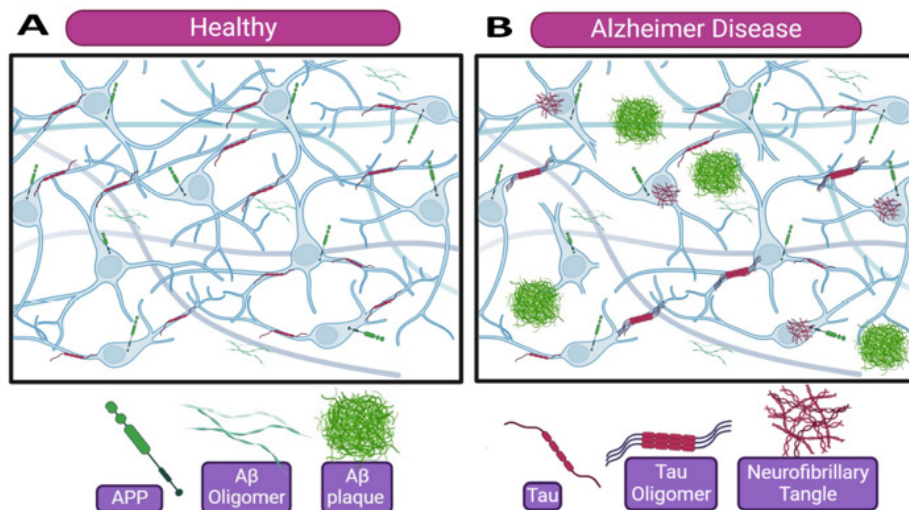 A
Healthy
B
Alzheimer Disease
APP
Aβ
Oligomer
Aβ
plaque
Tau
Tau
Oligomer
Neurofibrillary
Tangle